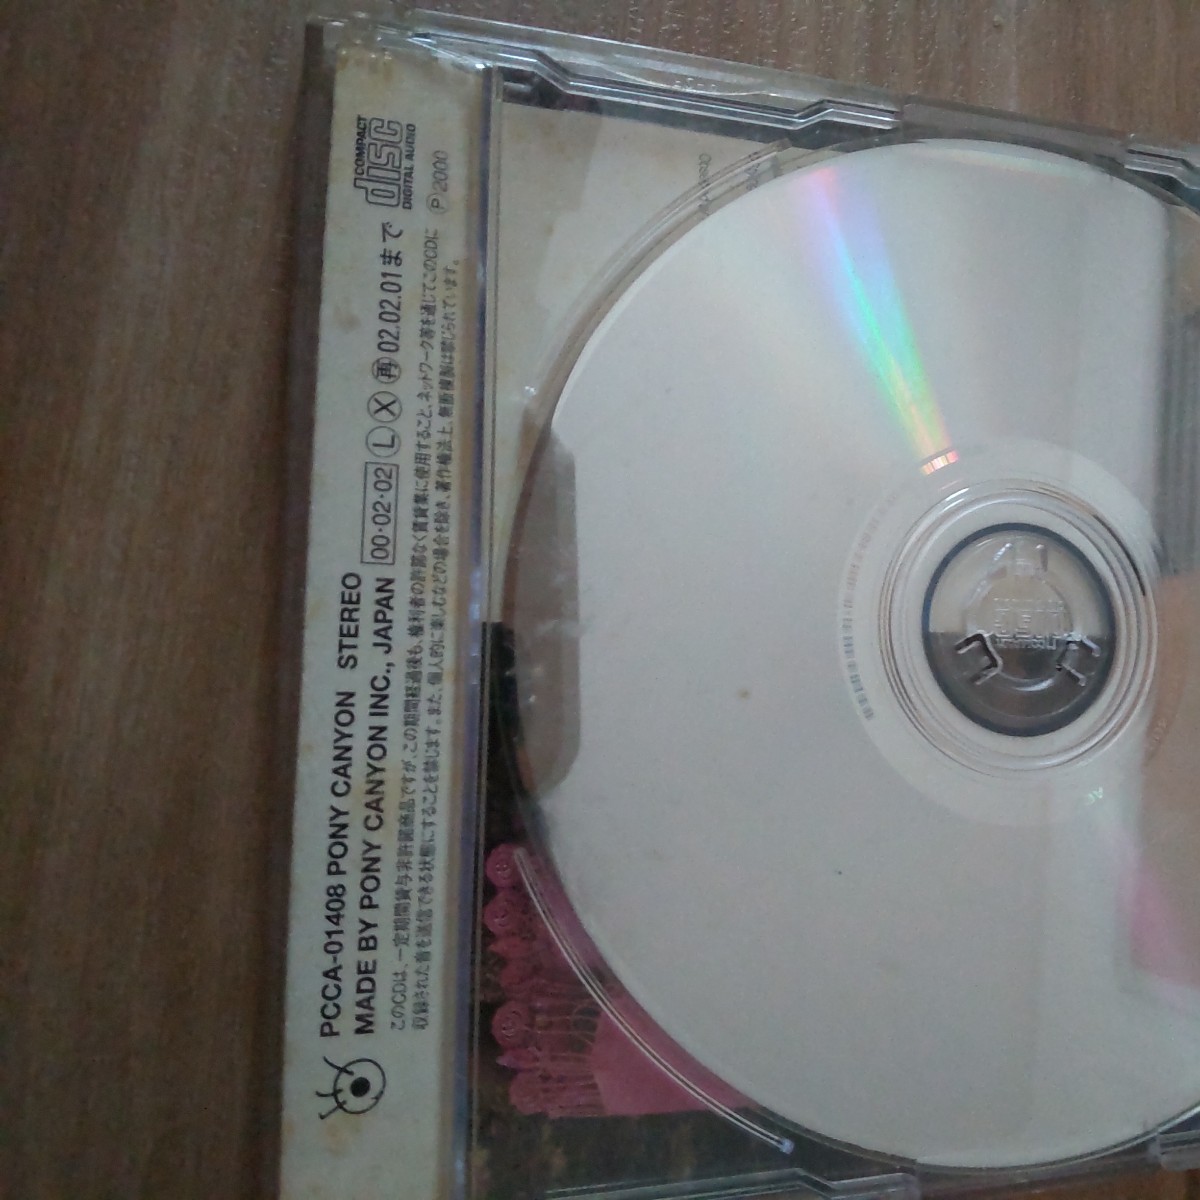 PCCA-01408 PONY CANYON STEREO
MADE BY PONY CANYON INC., JAPAN 00·02·02 Ⓛ Ⓧ ㊢ 02.02.01まで
このCDは、一定期間貸与非許諾商品ですが、この期間経過後も、権利者の許諾なく賃貸業に使用すること、ネットワーク等を通じてこのCDに
収録された音を送信できる状態にすることを禁じます。また、個人的に楽しむなどの場合を除き、著作権法上、無断複製は禁じられています。
COMPACT
disc
DIGITAL AUDIO
Ⓟ2000